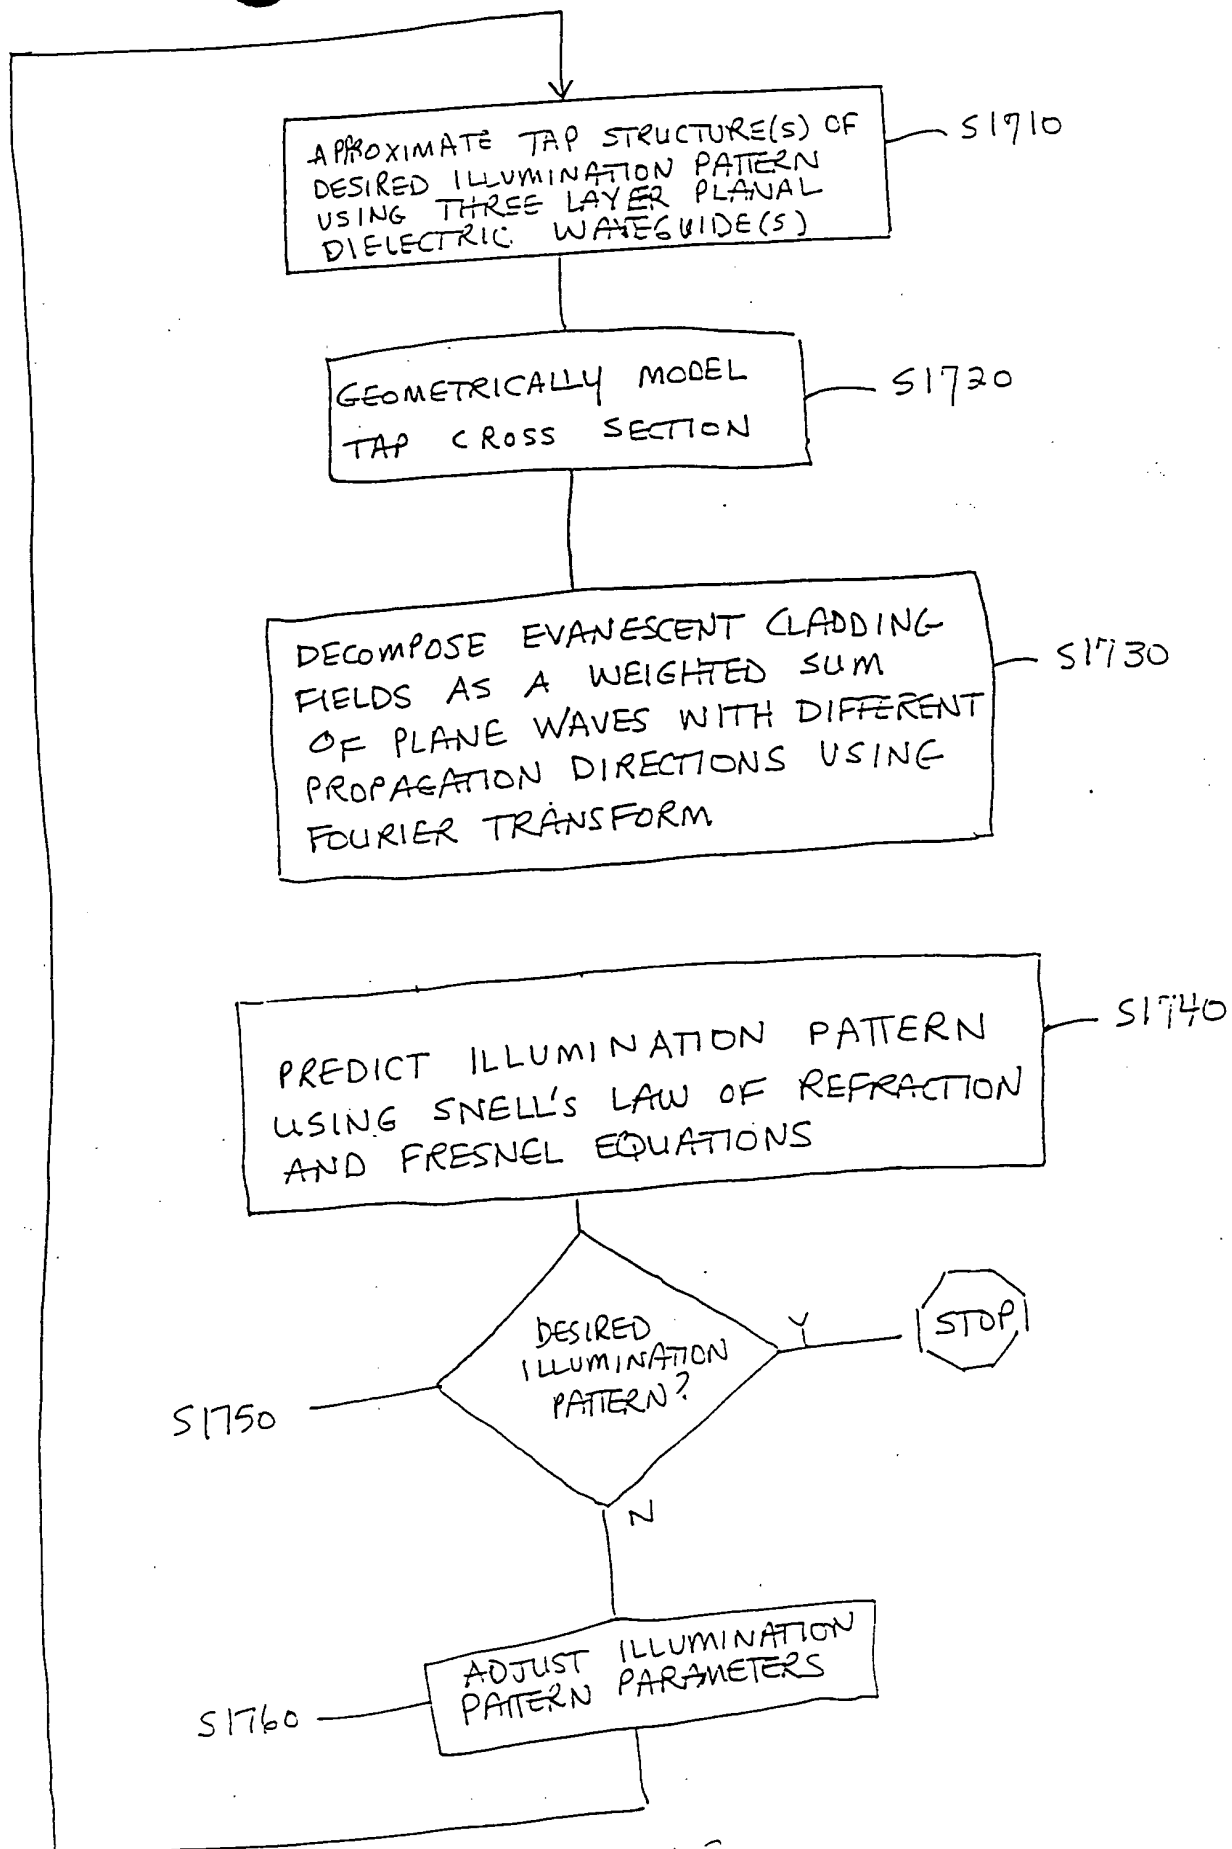 APPROXIMATE TAP STRUCTURE(S) OF
DESIRED ILLUMINATION PATTERN
USING THREE LAYER PLANAL
DIELECTRIC WAVEGUIDE(S)
S1710
GEOMETRICALLY MODEL
TAP CROSS SECTION
S1720
DECOMPOSE EVANESCENT CLADDING
FIELDS AS A WEIGHTED SUM
OF PLANE WAVES WITH DIFFERENT
PROPAGATION DIRECTIONS USING
FOURIER TRANSFORM
S1730
PREDICT ILLUMINATION PATTERN
USING SNELL'S LAW OF REFRACTION
AND FRESNEL EQUATIONS
S1740
DESIRED
ILLUMINATION
PATTERN?
Y
STOP
S1750
N
ADJUST ILLUMINATION
PATTERN PARAMETERS
S1760